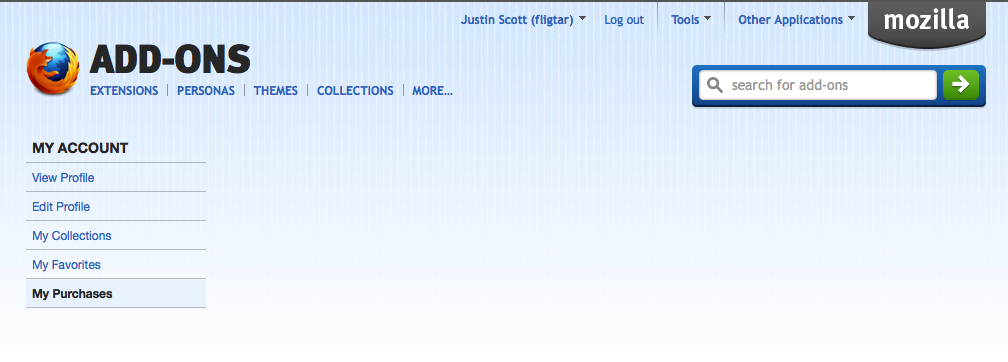 Justin Scott (fligtar) Log out Tools Other Applications mozilla
ADD-ONS
EXTENSIONS PERSONAS THEMES COLLECTIONS MORE...
search for add-ons
MY ACCOUNT
View Profile
Edit Profile
My Collections
My Favorites
My Purchases